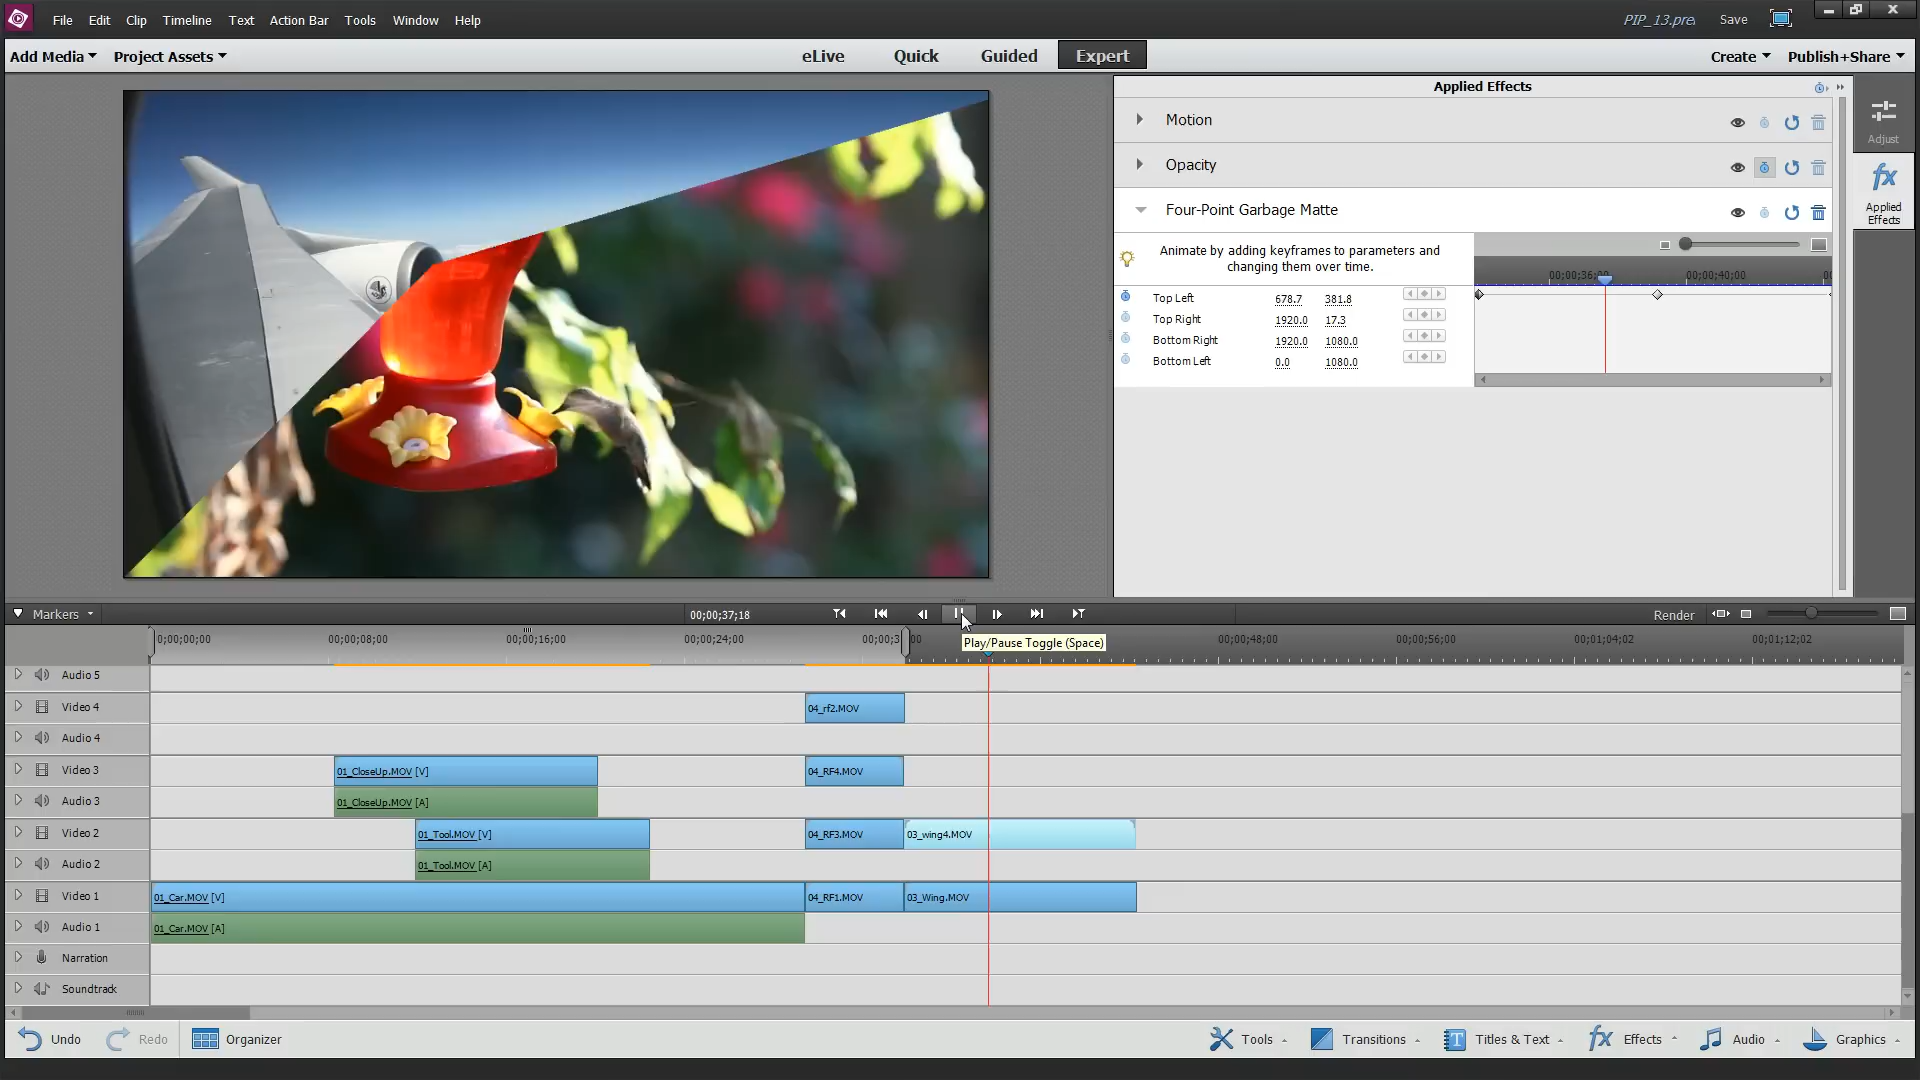 File Edit Clip Timeline Text Action Bar Tools Window Help PIP_13.pre Save
Add Media Project Assets eLive Quick Guided Expert Create Publish+Share
Applied Effects
Motion
Adjust
Opacity
Applied
Effects
Four-Point Garbage Matte
Animate by adding keyframes to parameters and
changing them over time.
00;00;40;00
Top Left 678.7 381.8
Top Right 1920.0 17.3
Bottom Right 1920.0 1080.0
Bottom Left 0.0 1080.0
Markers 00;00;37;18 Render
0;00;00;00 00;00;08;00 00;00;16;00 00;00;24;00 00;00;48;00 00;00;56;00 00;01;04;02 00;01;12;02
Play/Pause Toggle (Space)
Audio 5
Video 4 04_rf2.MOV
Audio 4
Video 3 01_CloseUp.MOV [V] 04_RF4.MOV
Audio 3 01_CloseUp.MOV [A]
Video 2 01_Tool.MOV [V] 04_RF3.MOV 03_wing4.MOV
Audio 2 01_Tool.MOV [A]
Video 1 01_Car.MOV [V] 04_RF1.MOV 03_Wing.MOV
Audio 1 01_Car.MOV [A]
Narration
Soundtrack
Undo Redo Organizer Tools Transitions Titles & Text Effects Audio Graphics